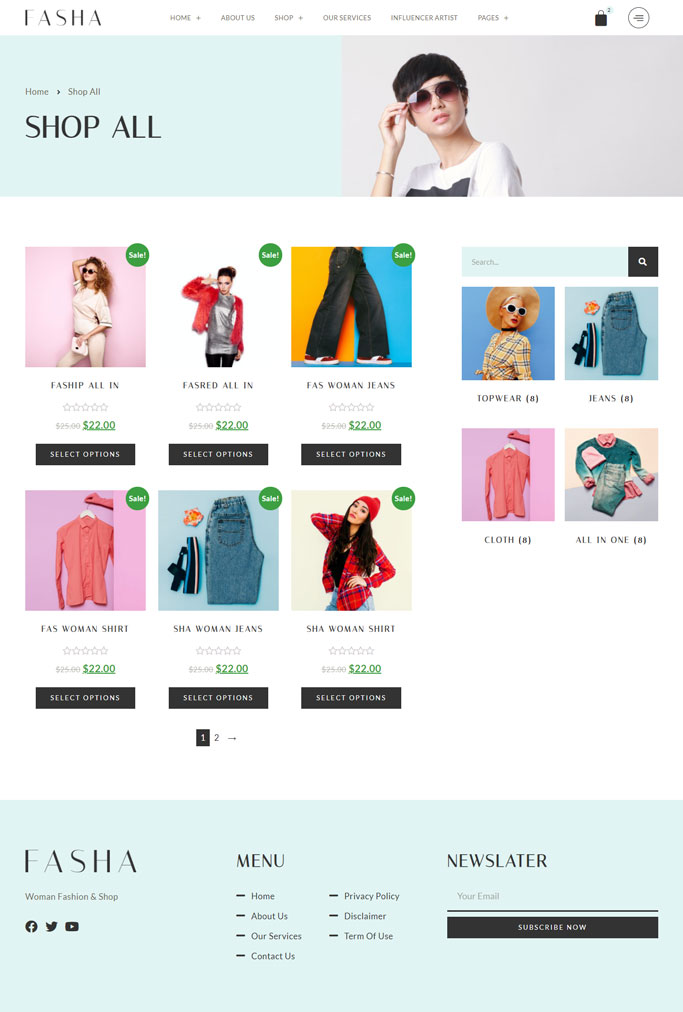 FASHA
HOME + ABOUT US SHOP + OUR SERVICES INFLUENCER ARTIST PAGES +
2
Home > Shop All
SHOP ALL
Sale! Sale! Sale!
FASHIP ALL IN FASRED ALL IN FAS WOMAN JEANS
$25.00 $22.00 $25.00 $22.00 $25.00 $22.00
SELECT OPTIONS SELECT OPTIONS SELECT OPTIONS
Sale! Sale! Sale!
FAS WOMAN SHIRT SHA WOMAN JEANS SHA WOMAN SHIRT
$25.00 $22.00 $25.00 $22.00 $25.00 $22.00
SELECT OPTIONS SELECT OPTIONS SELECT OPTIONS
1 2 →
Search...
TOPWEAR (8) JEANS (8)
CLOTH (8) ALL IN ONE (8)
FASHA
Woman Fashion & Shop
MENU
Home
About Us
Our Services
Contact Us
Privacy Policy
Disclaimer
Term Of Use
NEWSLATER
Your Email
SUBSCRIBE NOW